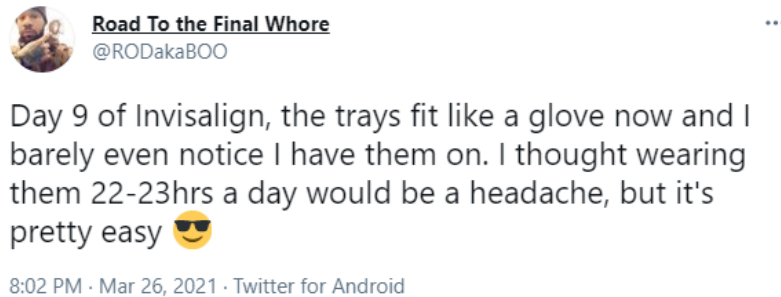 Road To the Final Whore
@RODakaBOO
Day 9 of Invisalign, the trays fit like a glove now and I
barely even notice I have them on. I thought wearing
them 22-23hrs a day would be a headache, but it's
pretty easy 😎
8:02 PM · Mar 26, 2021 · Twitter for Android